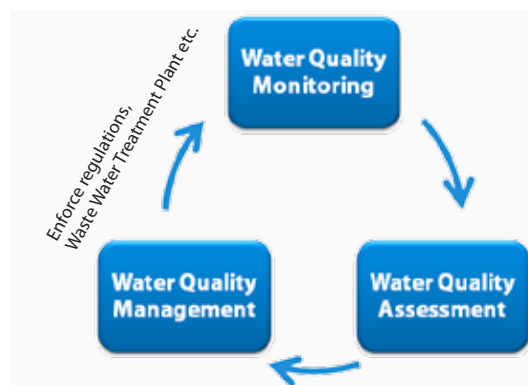 Water Quality
Monitoring
Enforce regulations,
Waste Water Treatment Plant etc.
Water Quality
Management
Water Quality
Assessment